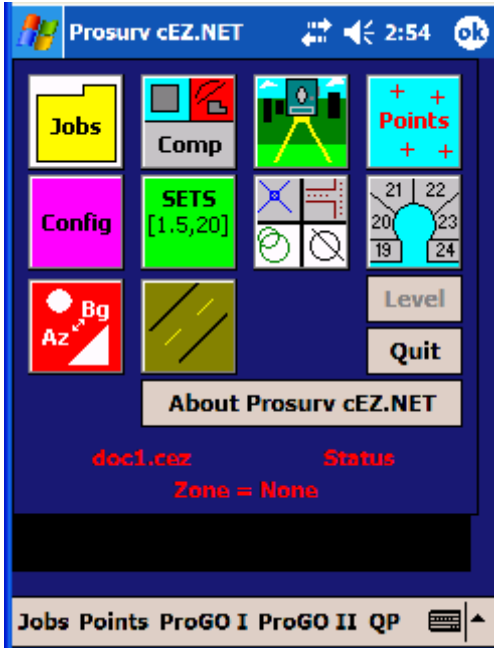 Prosurv cEZ.NET 2:54 ok
Jobs
Comp
Points
Config
SETS
[1.5,20]
21 22
20 23
19 24
Bg
Az
Level
Quit
About Prosurv cEZ.NET
doc1.cez Status
Zone = None
Jobs Points ProGO I ProGO II QP